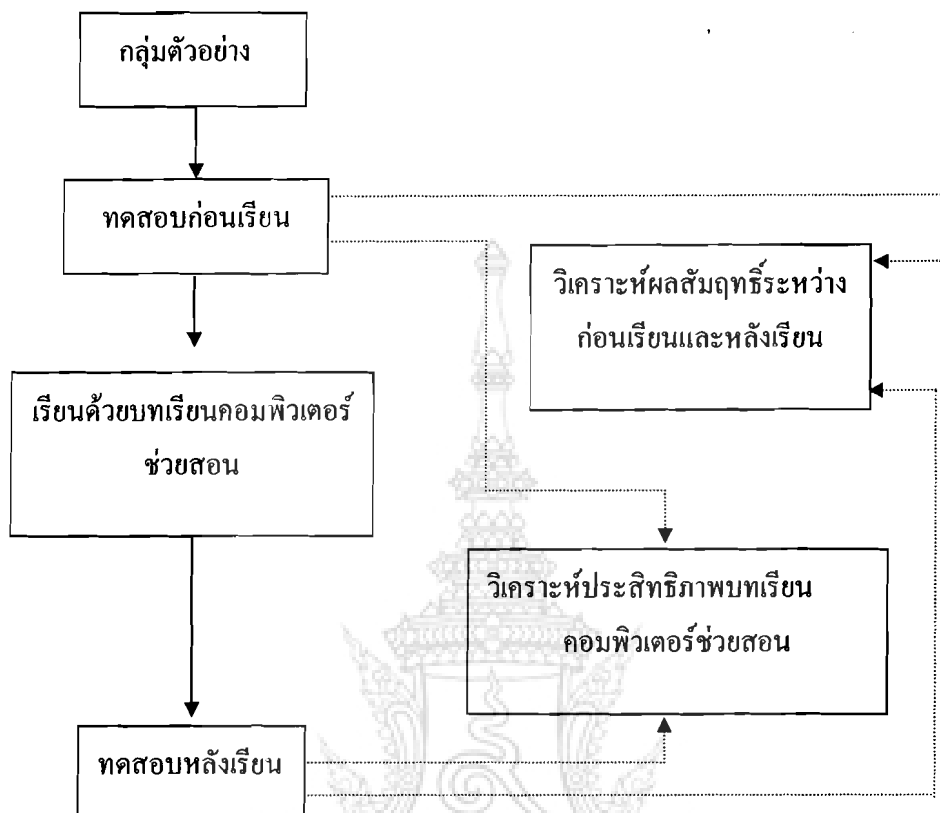 กลุ่มตัวอย่าง
ทดสอบก่อนเรียน
วิเคราะห์ผลสัมฤทธิ์ระหว่าง
ก่อนเรียนและหลังเรียน
เรียนด้วยบทเรียนคอมพิวเตอร์
ช่วยสอน
วิเคราะห์ประสิทธิภาพบทเรียน
คอมพิวเตอร์ช่วยสอน
ทดสอบหลังเรียน